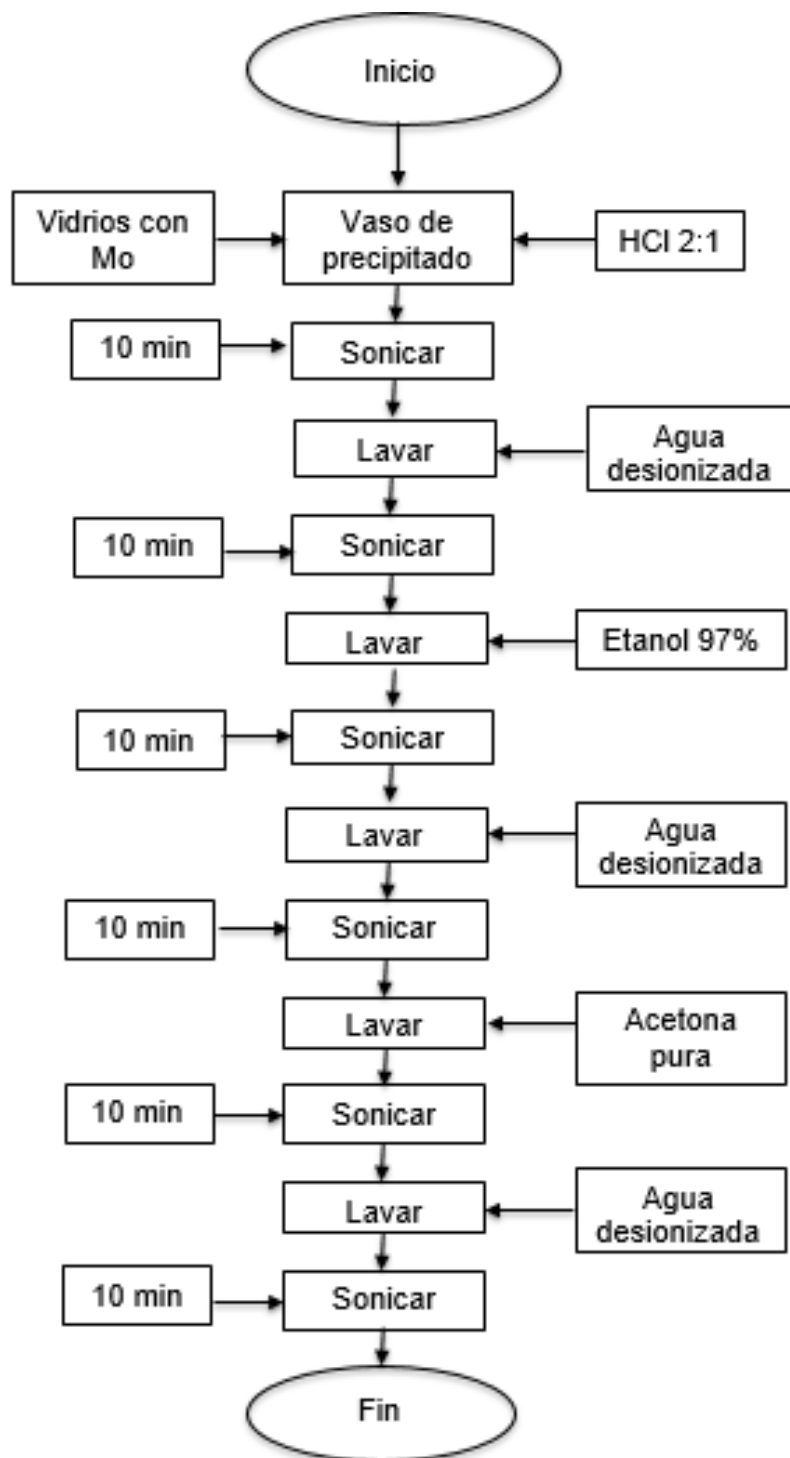 Inicio
Vidrios con
Mo
Vaso de
precipitado
HCl 2:1
10 min
Sonicar
Lavar
Agua
desionizada
10 min
Sonicar
Lavar
Etanol 97%
10 min
Sonicar
Lavar
Agua
desionizada
10 min
Sonicar
Lavar
Acetona
pura
10 min
Sonicar
Lavar
Agua
desionizada
10 min
Sonicar
Fin